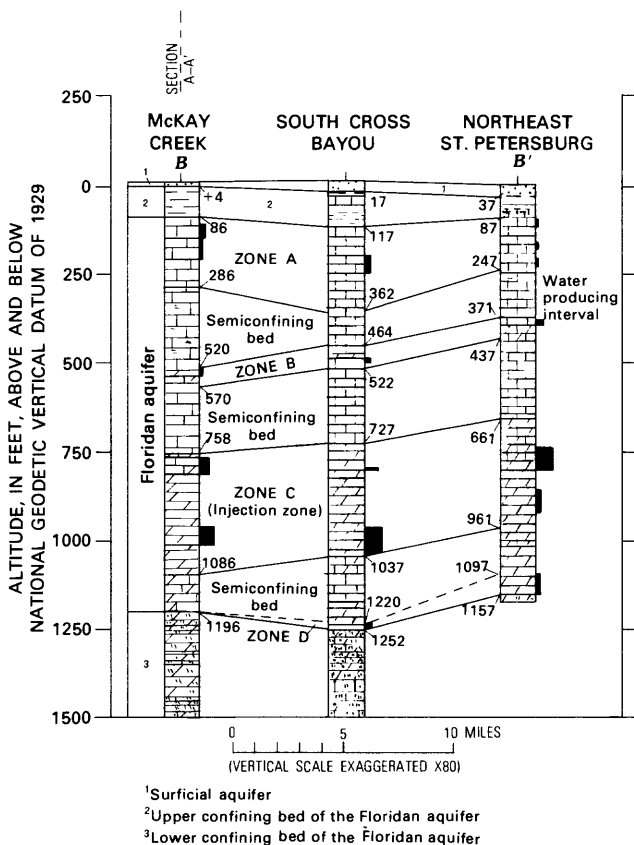 SECTION
A–A'
250
0
250
500
750
1000
1250
1500
ALTITUDE, IN FEET, ABOVE AND BELOW
NATIONAL GEODETIC VERTICAL DATUM OF 1929
McKAY
CREEK
B
SOUTH CROSS
BAYOU
NORTHEAST
ST. PETERSBURG
B'
1
2
2
1
+4
17
37
86
117
87
ZONE A
247
286
362
Water
producing
interval
371
Semiconfining
bed
464
520
ZONE B
437
522
570
Semiconfining
bed
758
727
661
Floridan aquifer
ZONE C
(Injection zone)
961
1086
1037
1097
Semiconfining
bed
1220
1157
1196
ZONE D
1252
3
0
5
10 MILES
(VERTICAL SCALE EXAGGERATED X80)
1Surficial aquifer
2Upper confining bed of the Floridan aquifer
3Lower confining bed of the Floridan aquifer